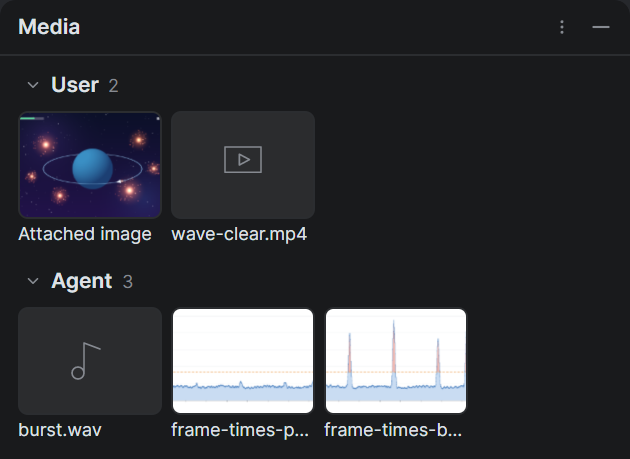 Media
User 2
Attached image
wave-clear.mp4
Agent 3
burst.wav
frame-times-p...
frame-times-b...